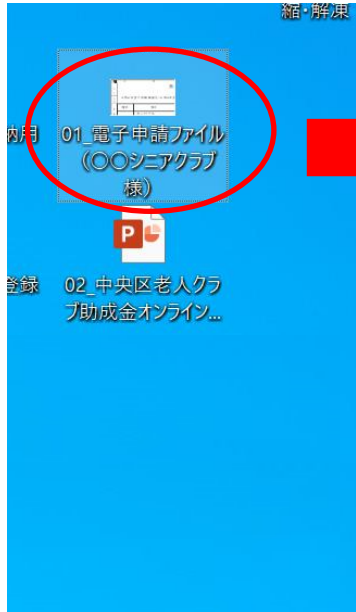 縮・解凍
納用
01_電子申請ファイル
(〇〇シニアクラブ
様)
P
登録
02_中央区老人クラ
ブ助成金オンライン...